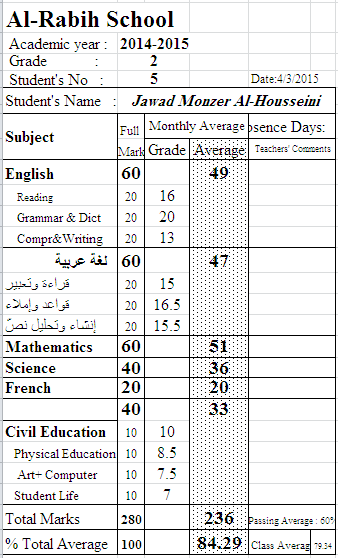 Al-Rabih School
Academic year : 2014-2015
Grade : 2
Student's No : 5 Date:4/3/2015
Student's Name : Jawad Monzer Al-Housseini
Subject Full Mark Monthly Average Days:
Grade Average Teachers' Comments
English 60 49
Reading 20 16
Grammar & Dict 20 20
Compr&Writing 20 13
لغة عربية 60 47
قراءة وتعبير 20 15
قواعد وإملاء 20 16.5
إنشاء وتحليل نصّ 20 15.5
Mathematics 60 51
Science 40 36
French 20 20
40 33
Civil Education 10 10
Physical Education 10 8.5
Art+ Computer 10 7.5
Student Life 10 7
Total Marks 280 236 Passing Average : 60%
% Total Average 100 84.29 Class Averag 79.34